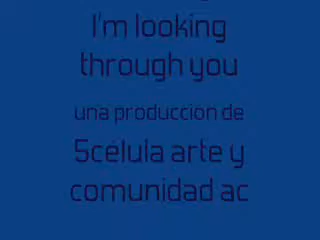 I'm looking
through you
una produccion de
5célula arte y
comunidad ac